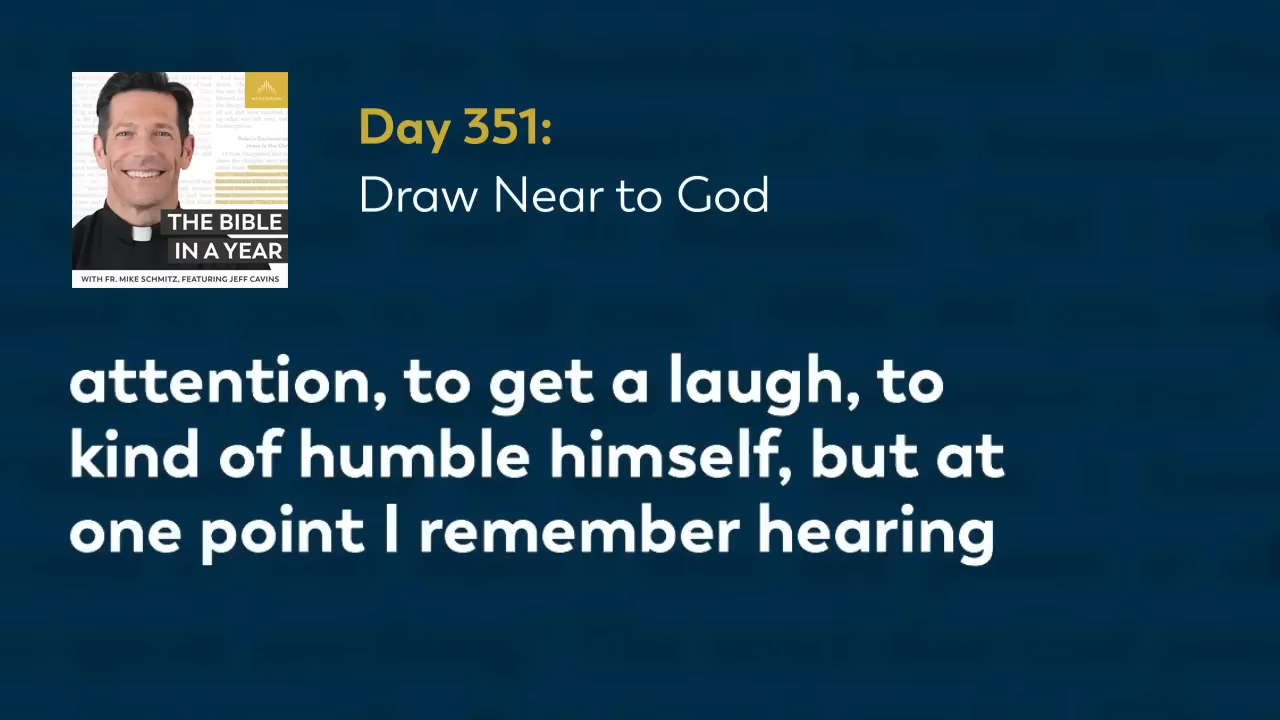 ASCENSION
THE BIBLE
IN A YEAR
WITH FR. MIKE SCHMITZ, FEATURING JEFF CAVINS
Day 351:
Draw Near to God
attention, to get a laugh, to
kind of humble himself, but at
one point I remember hearing